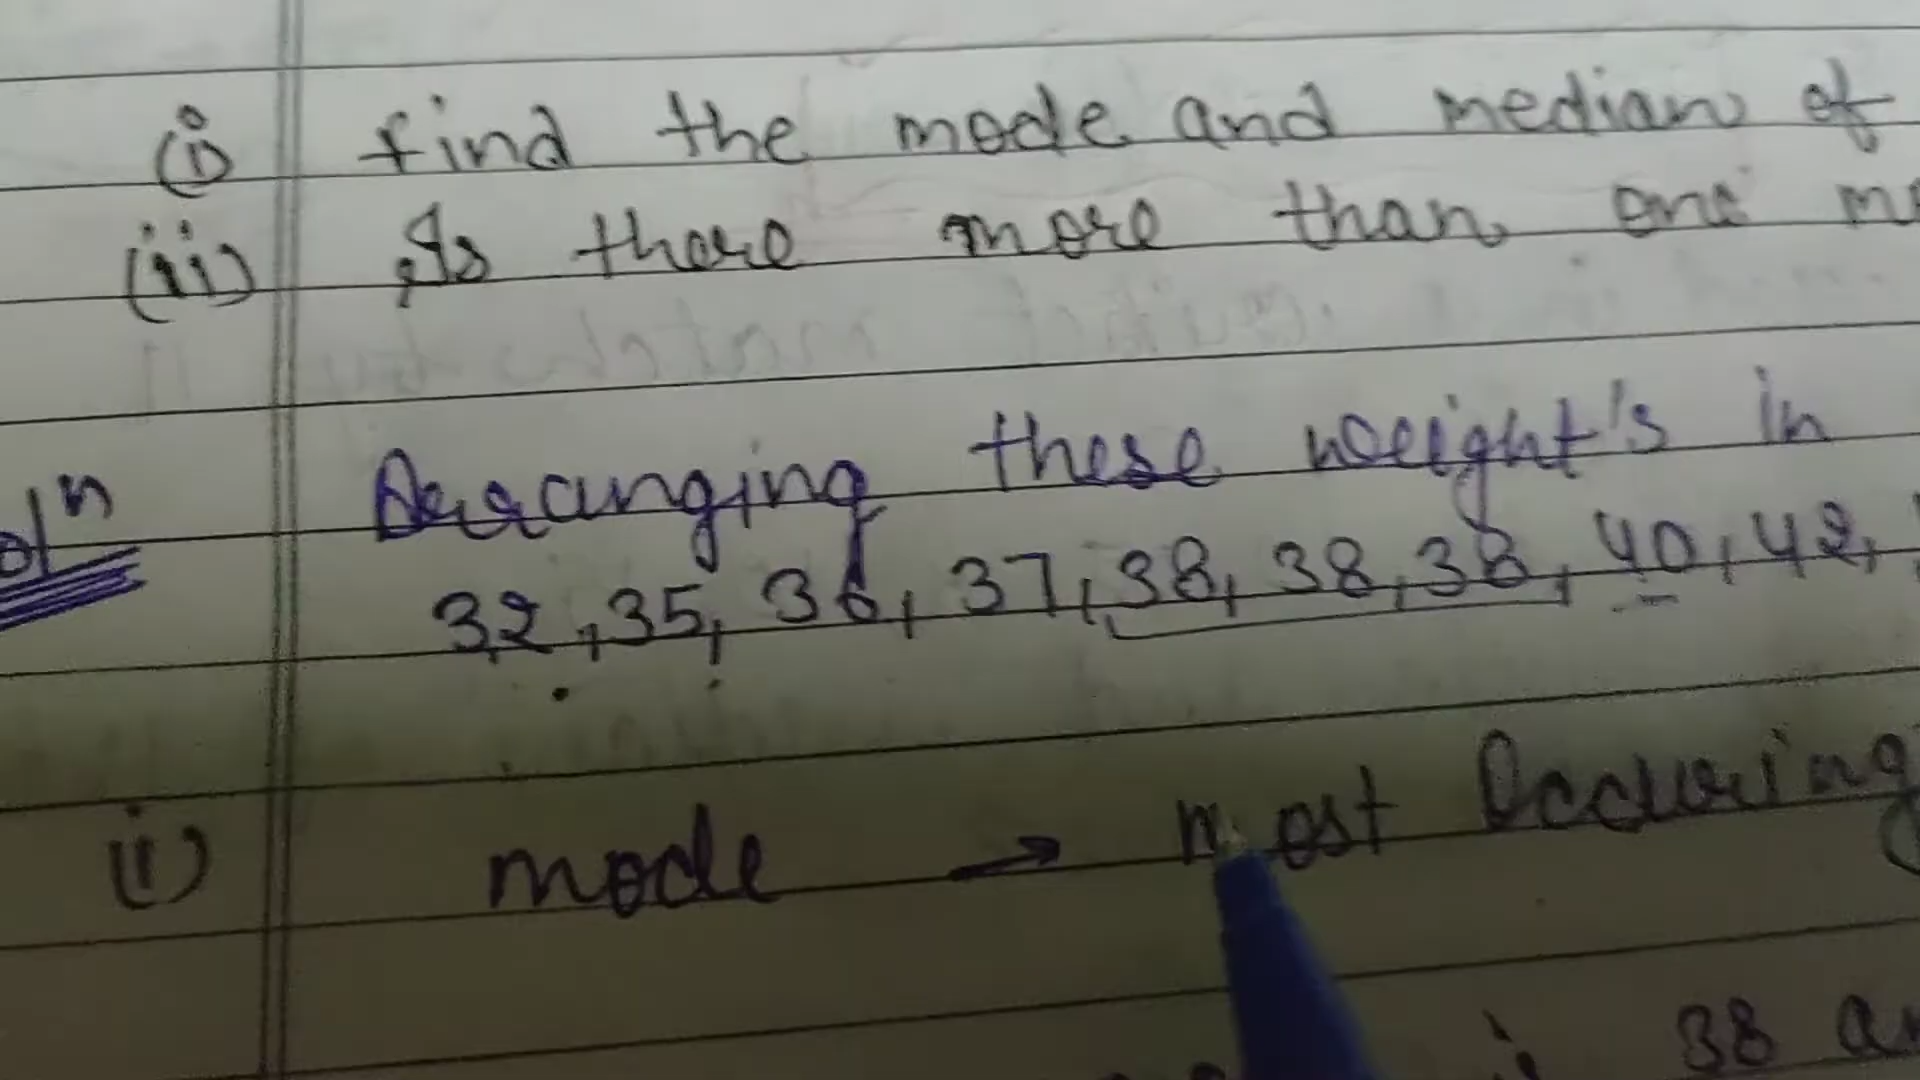 (i) find the mode and median of
(ii) Is there more than one
Arranging these weight's in
32, 35, 36, 37, 38, 38, 38, 40, 42,
(i) mode → most Occuring
38